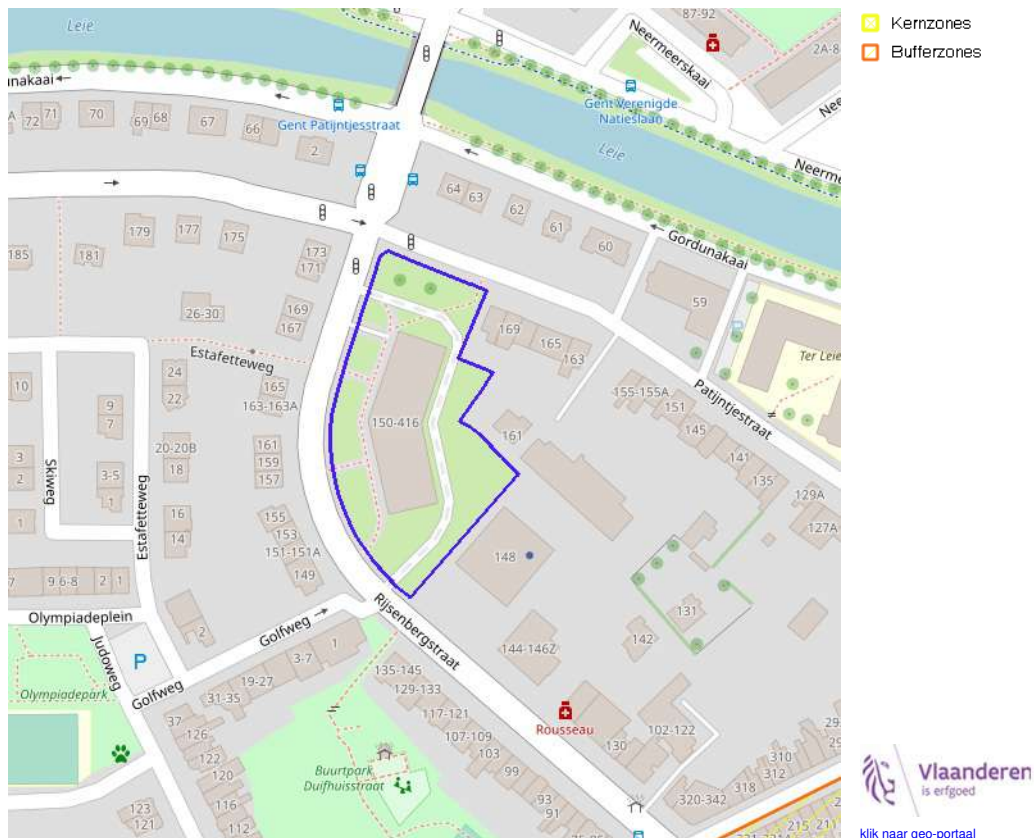 Leie
87-92
Neermeerskaai
2A-8
Kernzones
Bufferzones
unakaai
Gent Patijntjesstraat
Gent Verenigde
Natieslaan
Nee
72
71
70
69
68
67
66
2
Leie
Neerme
64
63
62
61
60
Gordunakaai
179
177
175
173
171
185
181
59
P
26-30
169
167
169
165
163
Ter Leie
Estafetteweg
10
24
22
165
163-163A
155-155A
151
145
Patijntjestraat
9
7
150-416
161
141
135
3
2
Skiweg
3-5
1
20-20B
18
161
159
157
129A
127A
1
Estafetteweg
16
14
155
153
151-151A
149
148
7
9
6-8
2
1
Olympiadeplein
2
Golfweg
Rijsenbergstraat
131
142
Judoweg
P
Golfweg
1
3-7
19-27
31-35
144-146Z
Olympiadepark
135-145
129-133
117-121
107-109
103
37
126
122
120
116
112
Rousseau
130
102-122
29
310
312
318
320-342
Buurtpark
Duifhuisstraat
99
93
91
123
121
215
211
Vlaanderen
is erfgoed
klik naar geo-portaal